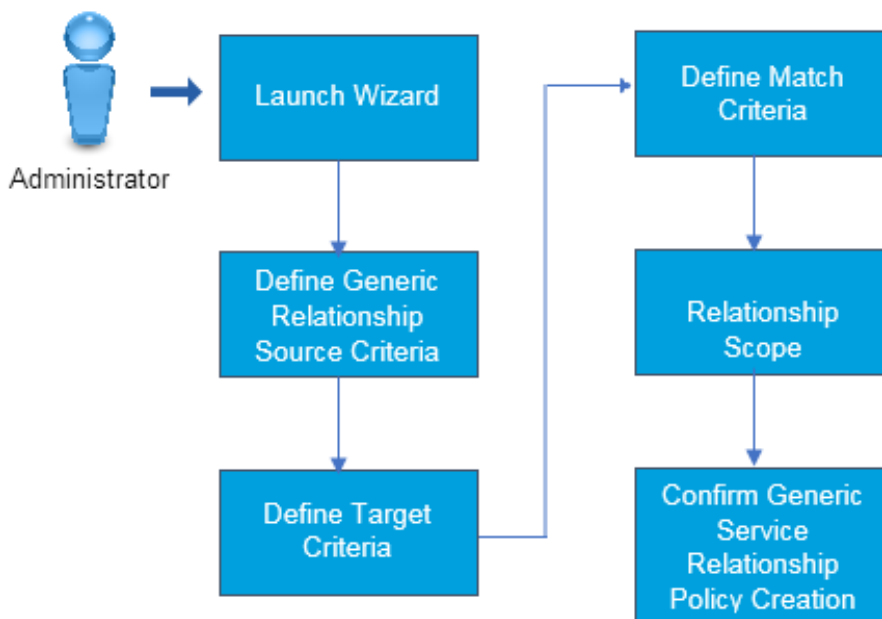 Administrator
Launch Wizard
Define Generic
Relationship
Source Criteria
Define Target
Criteria
Define Match
Criteria
Relationship
Scope
Confirm Generic
Service
Relationship
Policy Creation